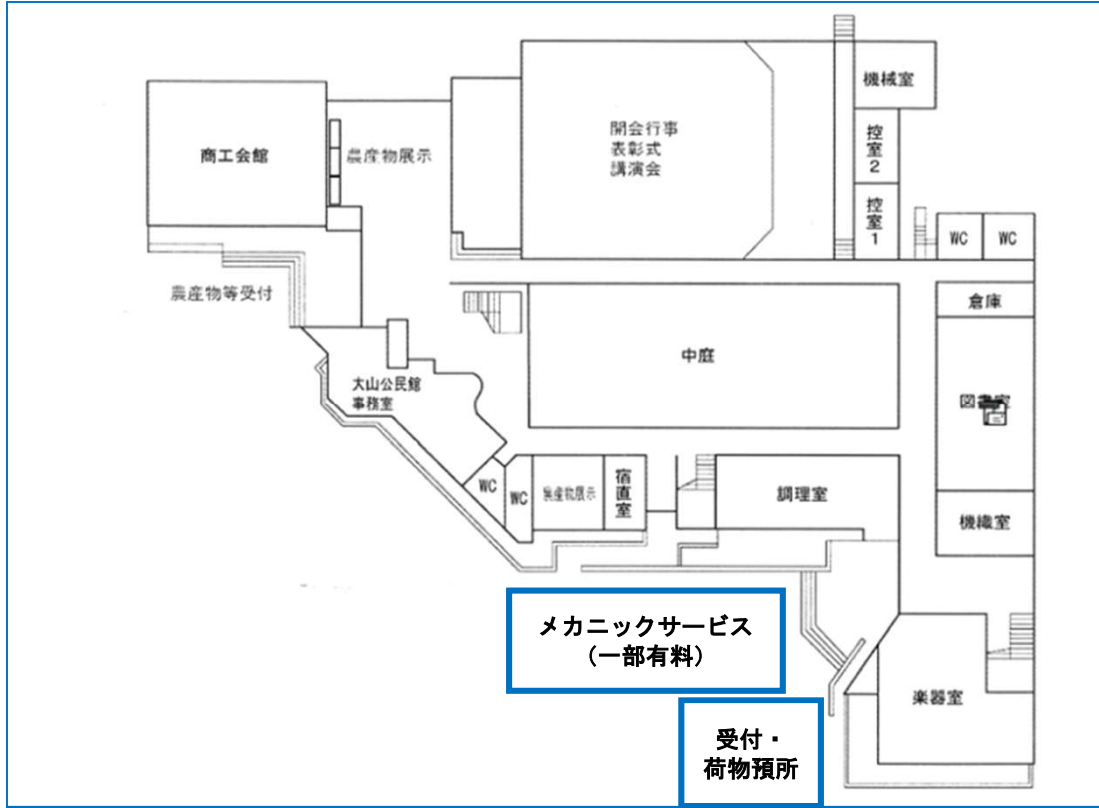 機械室
開会行事
表彰式
講演会
控室2
商工会館
農産物展示
控室1
WC
WC
農産物等受付
倉庫
中庭
大山公民館
事務室
図書室
WC
WC
農産物展示
宿直室
調理室
機織室
メカニックサービス
（一部有料）
楽器室
受付・
荷物預所